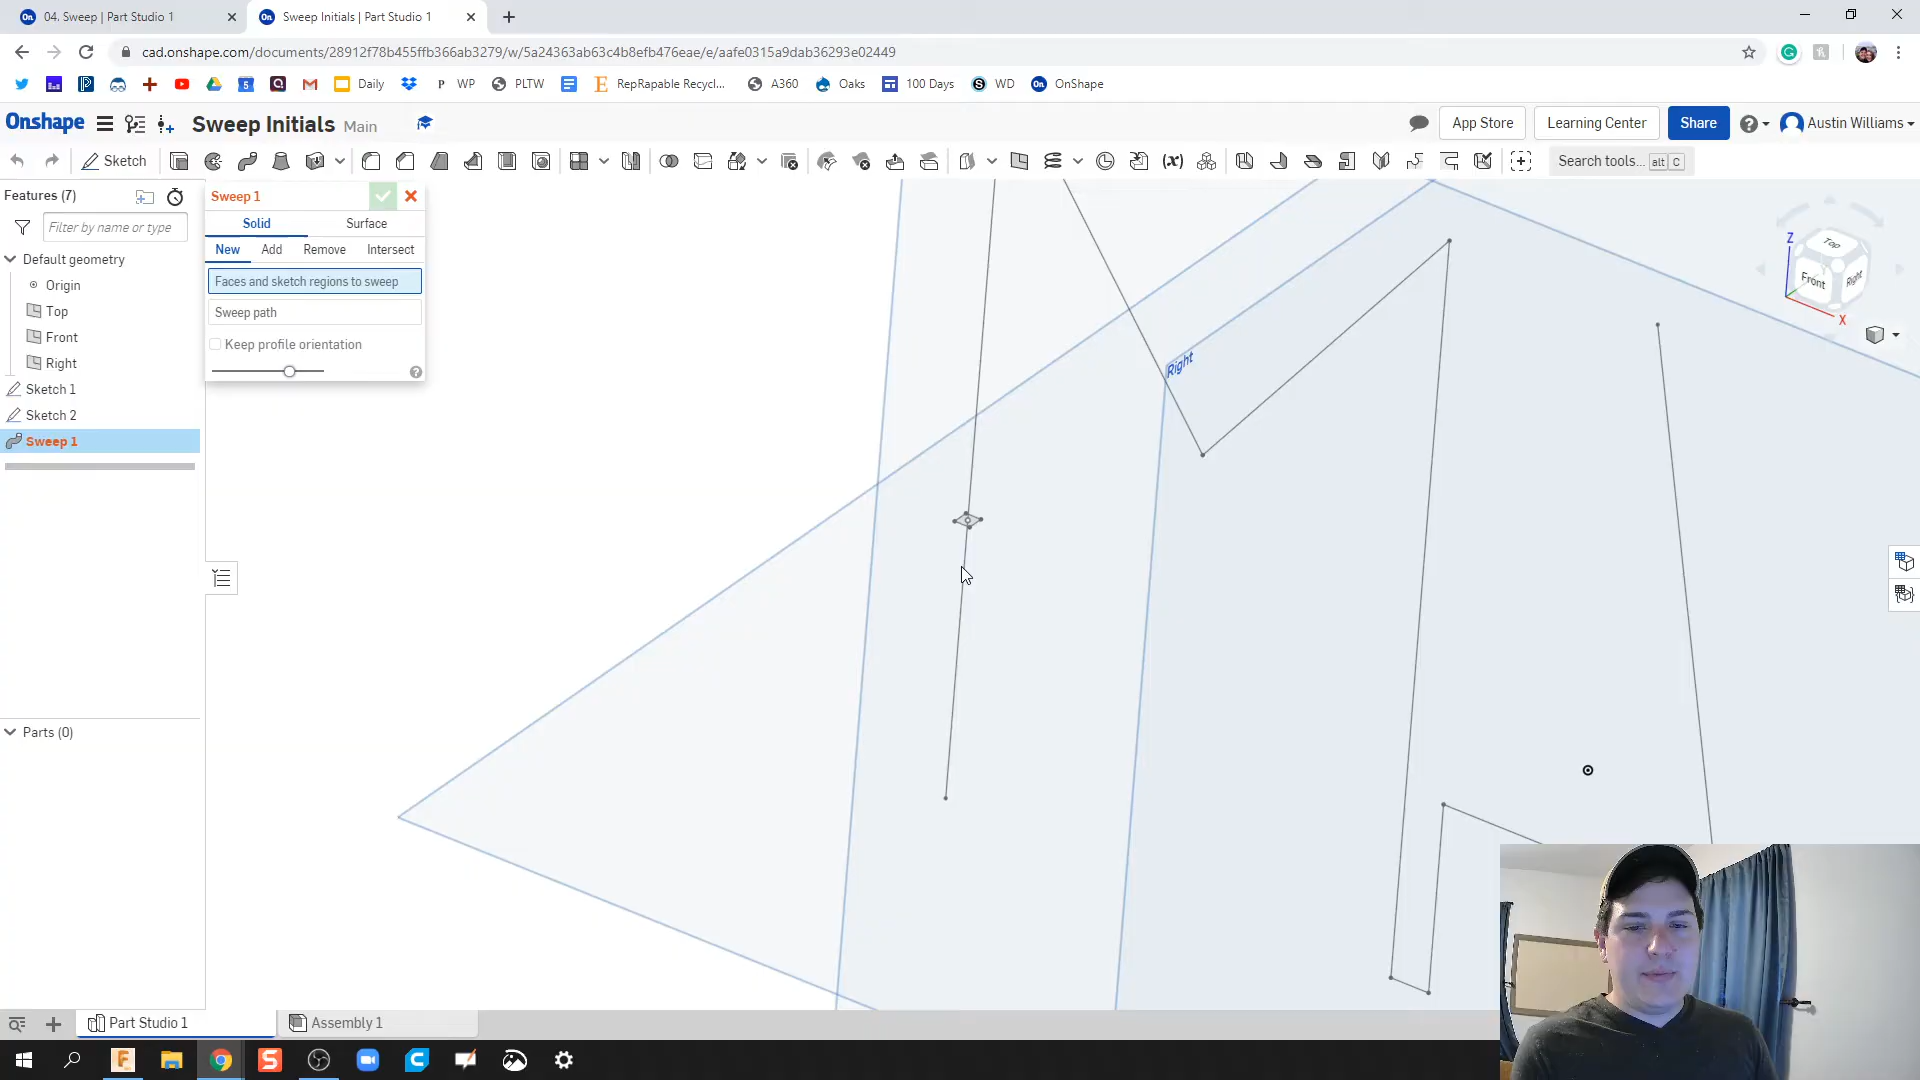 04. Sweep | Part Studio 1
Sweep Initials | Part Studio 1
cad.onshape.com/documents/28912f78b455ffb366ab3279/w/5a24363ab63c4b8efb476eae/e/aafe0315a9dab36293e02449
Daily
WP
PLTW
RepRapable Recycl...
A360
Oaks
100 Days
WD
OnShape
Onshape
Sweep Initials Main
App Store
Learning Center
Share
Austin Williams
Sketch
Search tools... alt C
Features (7)
Filter by name or type
Default geometry
Origin
Top
Front
Right
Sketch 1
Sketch 2
Sweep 1
Parts (0)
Sweep 1
Solid
Surface
New
Add
Remove
Intersect
Faces and sketch regions to sweep
Sweep path
Keep profile orientation
Right
Z
Top
Front
Right
X
Part Studio 1
Assembly 1